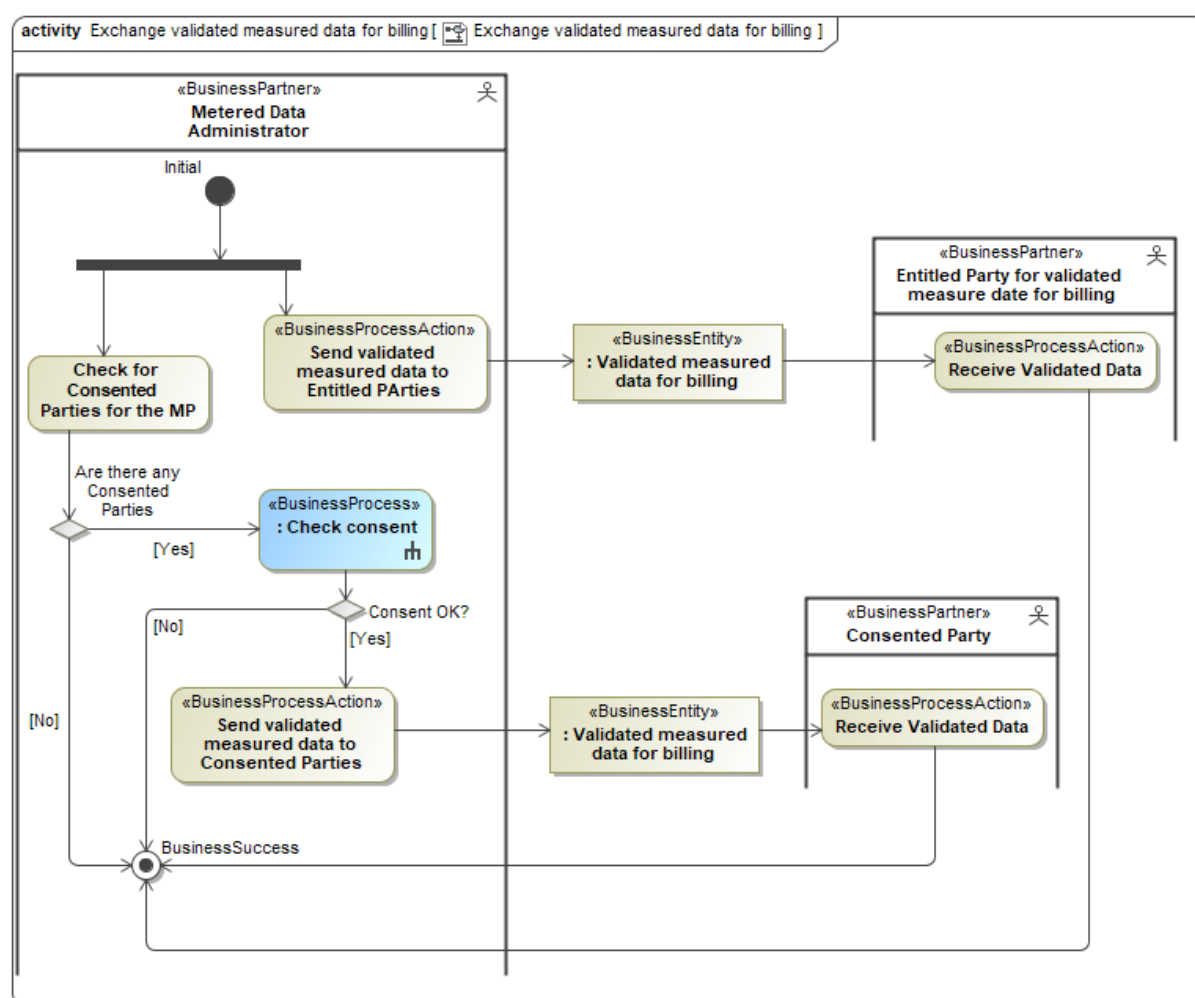 activity Exchange validated measured data for billing[ Exchange validated measured data for billing ]
«BusinessPartner»
Metered Data
Administrator
Initial
«BusinessPartner»
Entitled Party for validated
measure date for billing
«BusinessProcessAction»
Send validated
measured data to
Entitled PArties
«BusinessEntity»
: Validated measured
data for billing
«BusinessProcessAction»
Receive Validated Data
Check for
Consented
Parties for the MP
Are there any
Consented
Parties
[Yes]
«BusinessProcess»
: Check consent
Consent OK?
[No]
[Yes]
«BusinessPartner»
Consented Party
[No]
«BusinessProcessAction»
Send validated
measured data to
Consented Parties
«BusinessEntity»
: Validated measured
data for billing
«BusinessProcessAction»
Receive Validated Data
BusinessSuccess